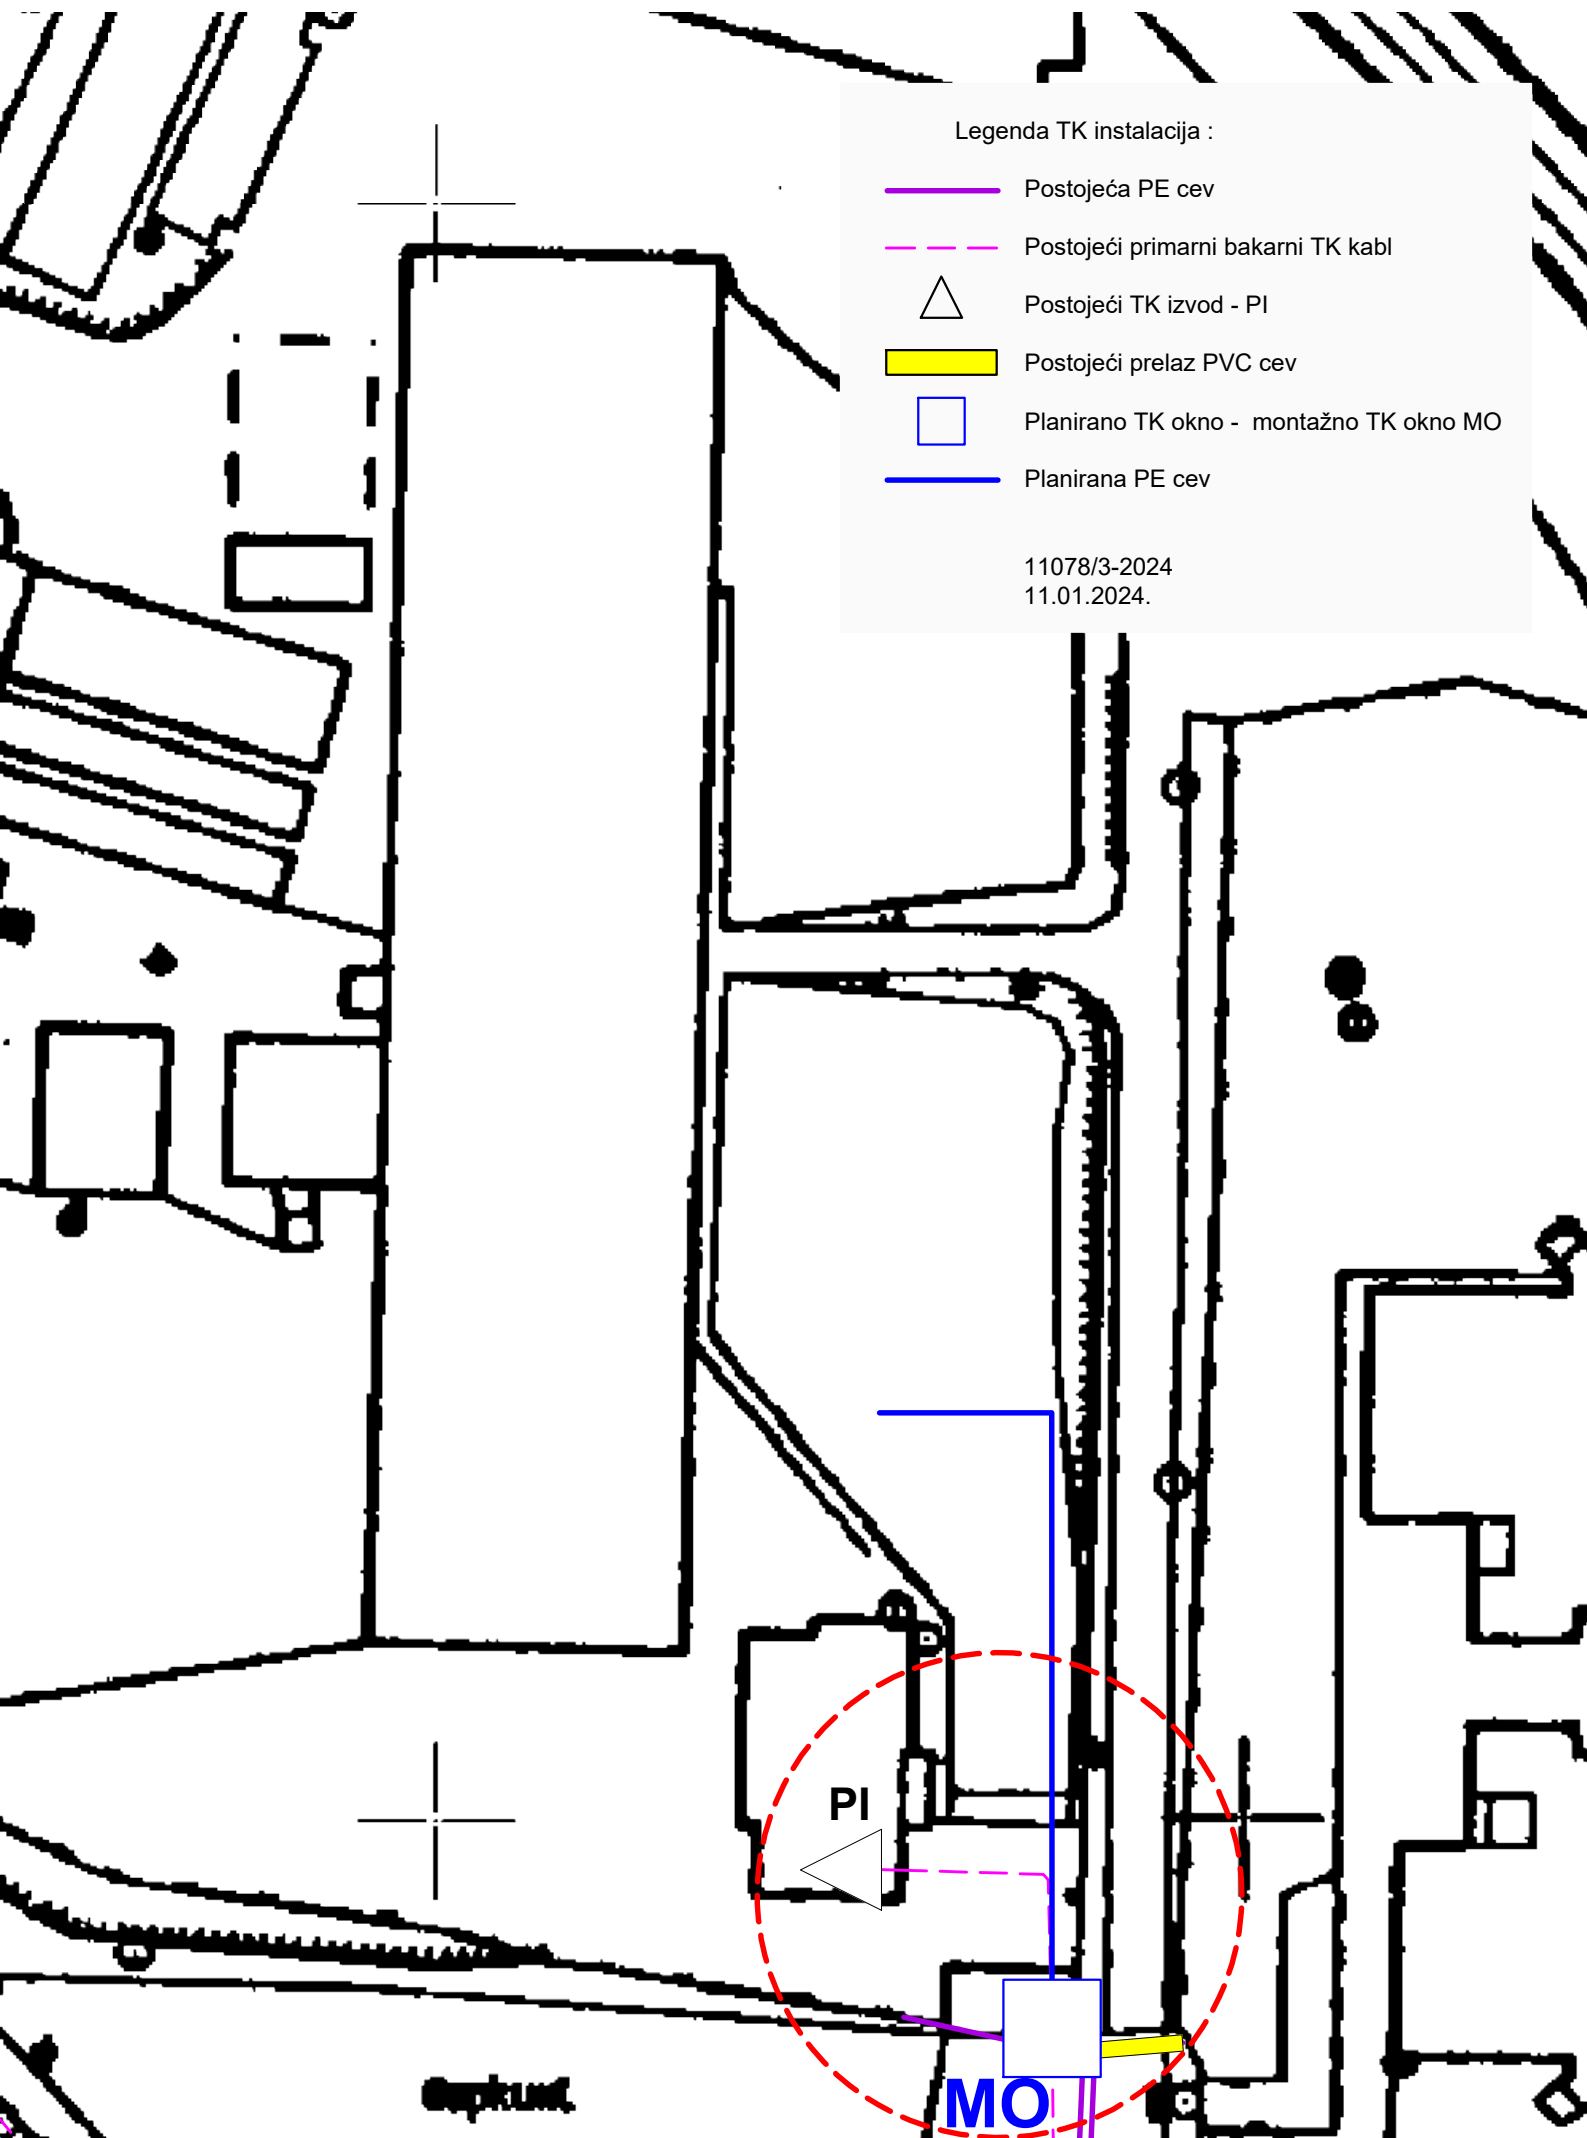 Legenda TK instalacija :
Postojeća PE cev
Postojeći primarni bakarni TK kabl
Postojeći TK izvod - PI
Postojeći prelaz PVC cev
Planirano TK okno - montažno TK okno MO
Planirana PE cev
11078/3-2024
11.01.2024.
PI
MO